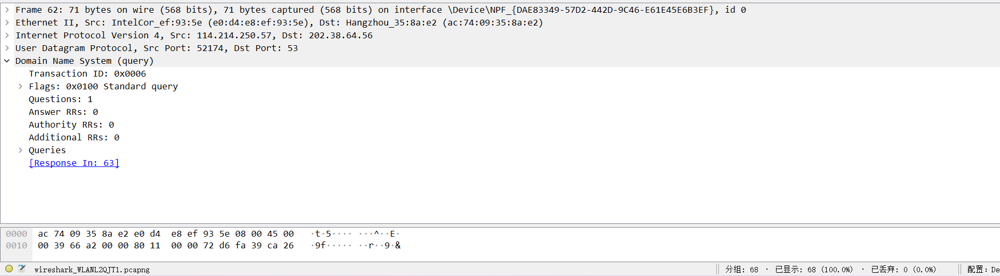 Frame 62: 71 bytes on wire (568 bits), 71 bytes captured (568 bits) on interface \Device\NPF_{DAE83349-57D2-442D-9C46-E61E45E6B3EF}, id 0
Ethernet II, Src: IntelCor_ef:93:5e (e0:d4:e8:ef:93:5e), Dst: Hangzhou_35:8a:e2 (ac:74:09:35:8a:e2)
Internet Protocol Version 4, Src: 114.214.250.57, Dst: 202.38.64.56
User Datagram Protocol, Src Port: 52174, Dst Port: 53
Domain Name System (query)
Transaction ID: 0x0006
Flags: 0x0100 Standard query
Questions: 1
Answer RRs: 0
Authority RRs: 0
Additional RRs: 0
Queries
[Response In: 63]
0000 ac 74 09 35 8a e2 e0 d4 e8 ef 93 5e 08 00 45 00 ·t·5···· ···^··E·
0010 00 39 66 a2 00 00 80 11 00 00 72 d6 fa 39 ca 26 ·9f····· ··r··9·&
wireshark_WLANL2QJT1.pcapng 分组: 68 · 已显示: 68 (100.0%) · 已丢弃: 0 (0.0%) 配置: De